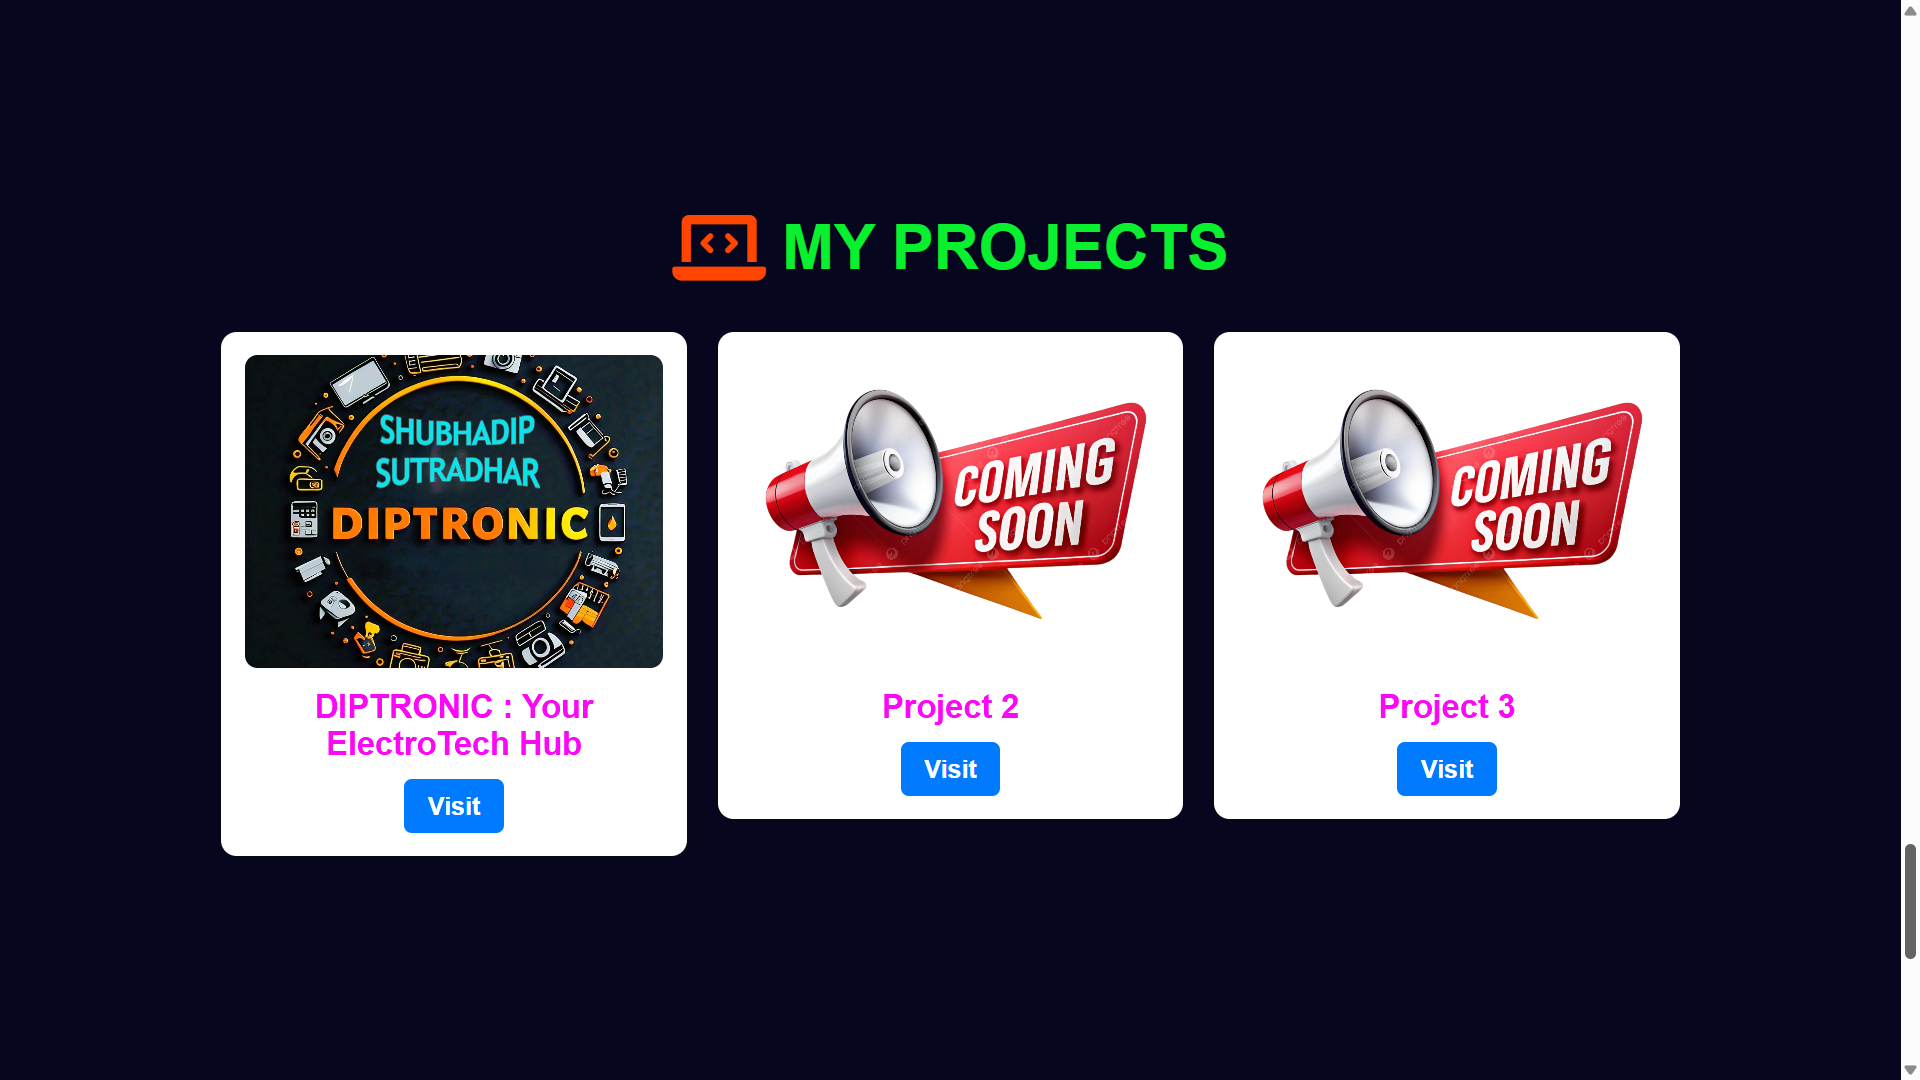 MY PROJECTS
SHUBHADIP
SUTRADHAR
DIPTRONIC
DIPTRONIC : Your
ElectroTech Hub
Visit
COMING
SOON
Project 2
Visit
COMING
SOON
Project 3
Visit